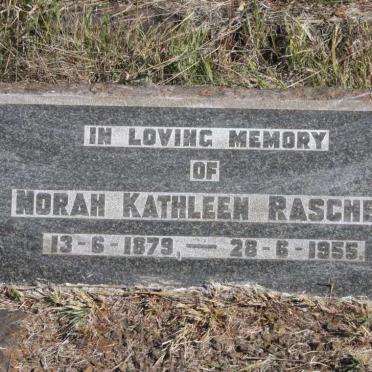 IN LOVING MEMORY
OF
NORAH KATHLEEN RASCHE
13-6-1879, — 28-6-1955